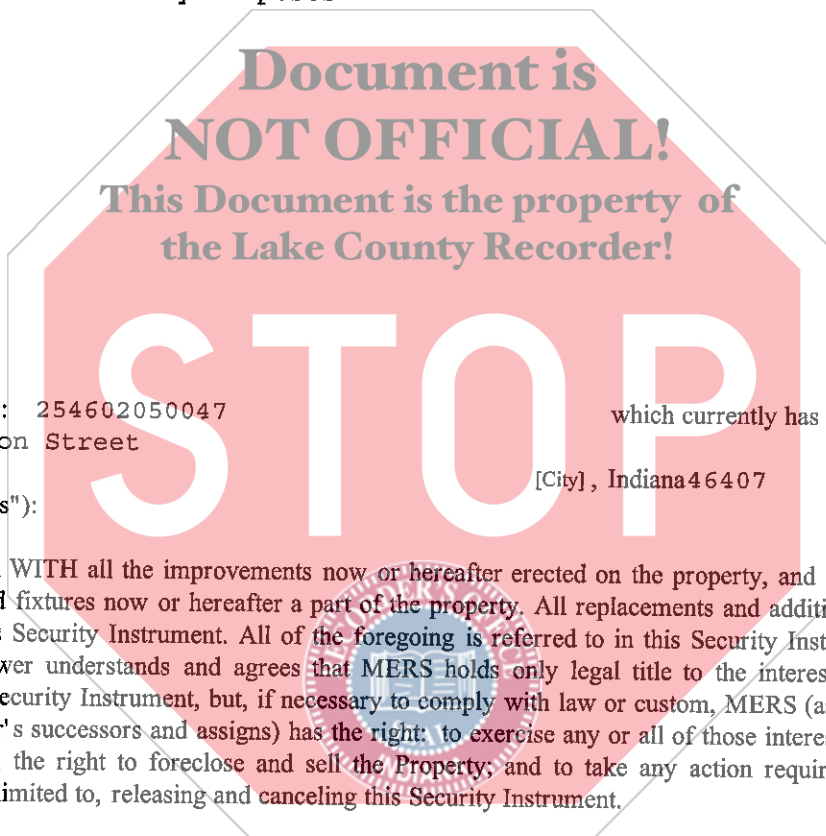 Document is
NOT OFFICIAL!
This Document is the property of
the Lake County Recorder!
STOP
: 254602050047 which currently has
on Street
[City] , Indiana46407
s"):
WITH all the improvements now or hereafter erected on the property, and
fixtures now or hereafter a part of the property. All replacements and additi
Security Instrument. All of the foregoing is referred to in this Security Inst
wer understands and agrees that MERS holds only legal title to the interes
ecurity Instrument, but, if necessary to comply with law or custom, MERS (a
's successors and assigns) has the right: to exercise any or all of those interes
the right to foreclose and sell the Property; and to take any action requir
imited to, releasing and canceling this Security Instrument.